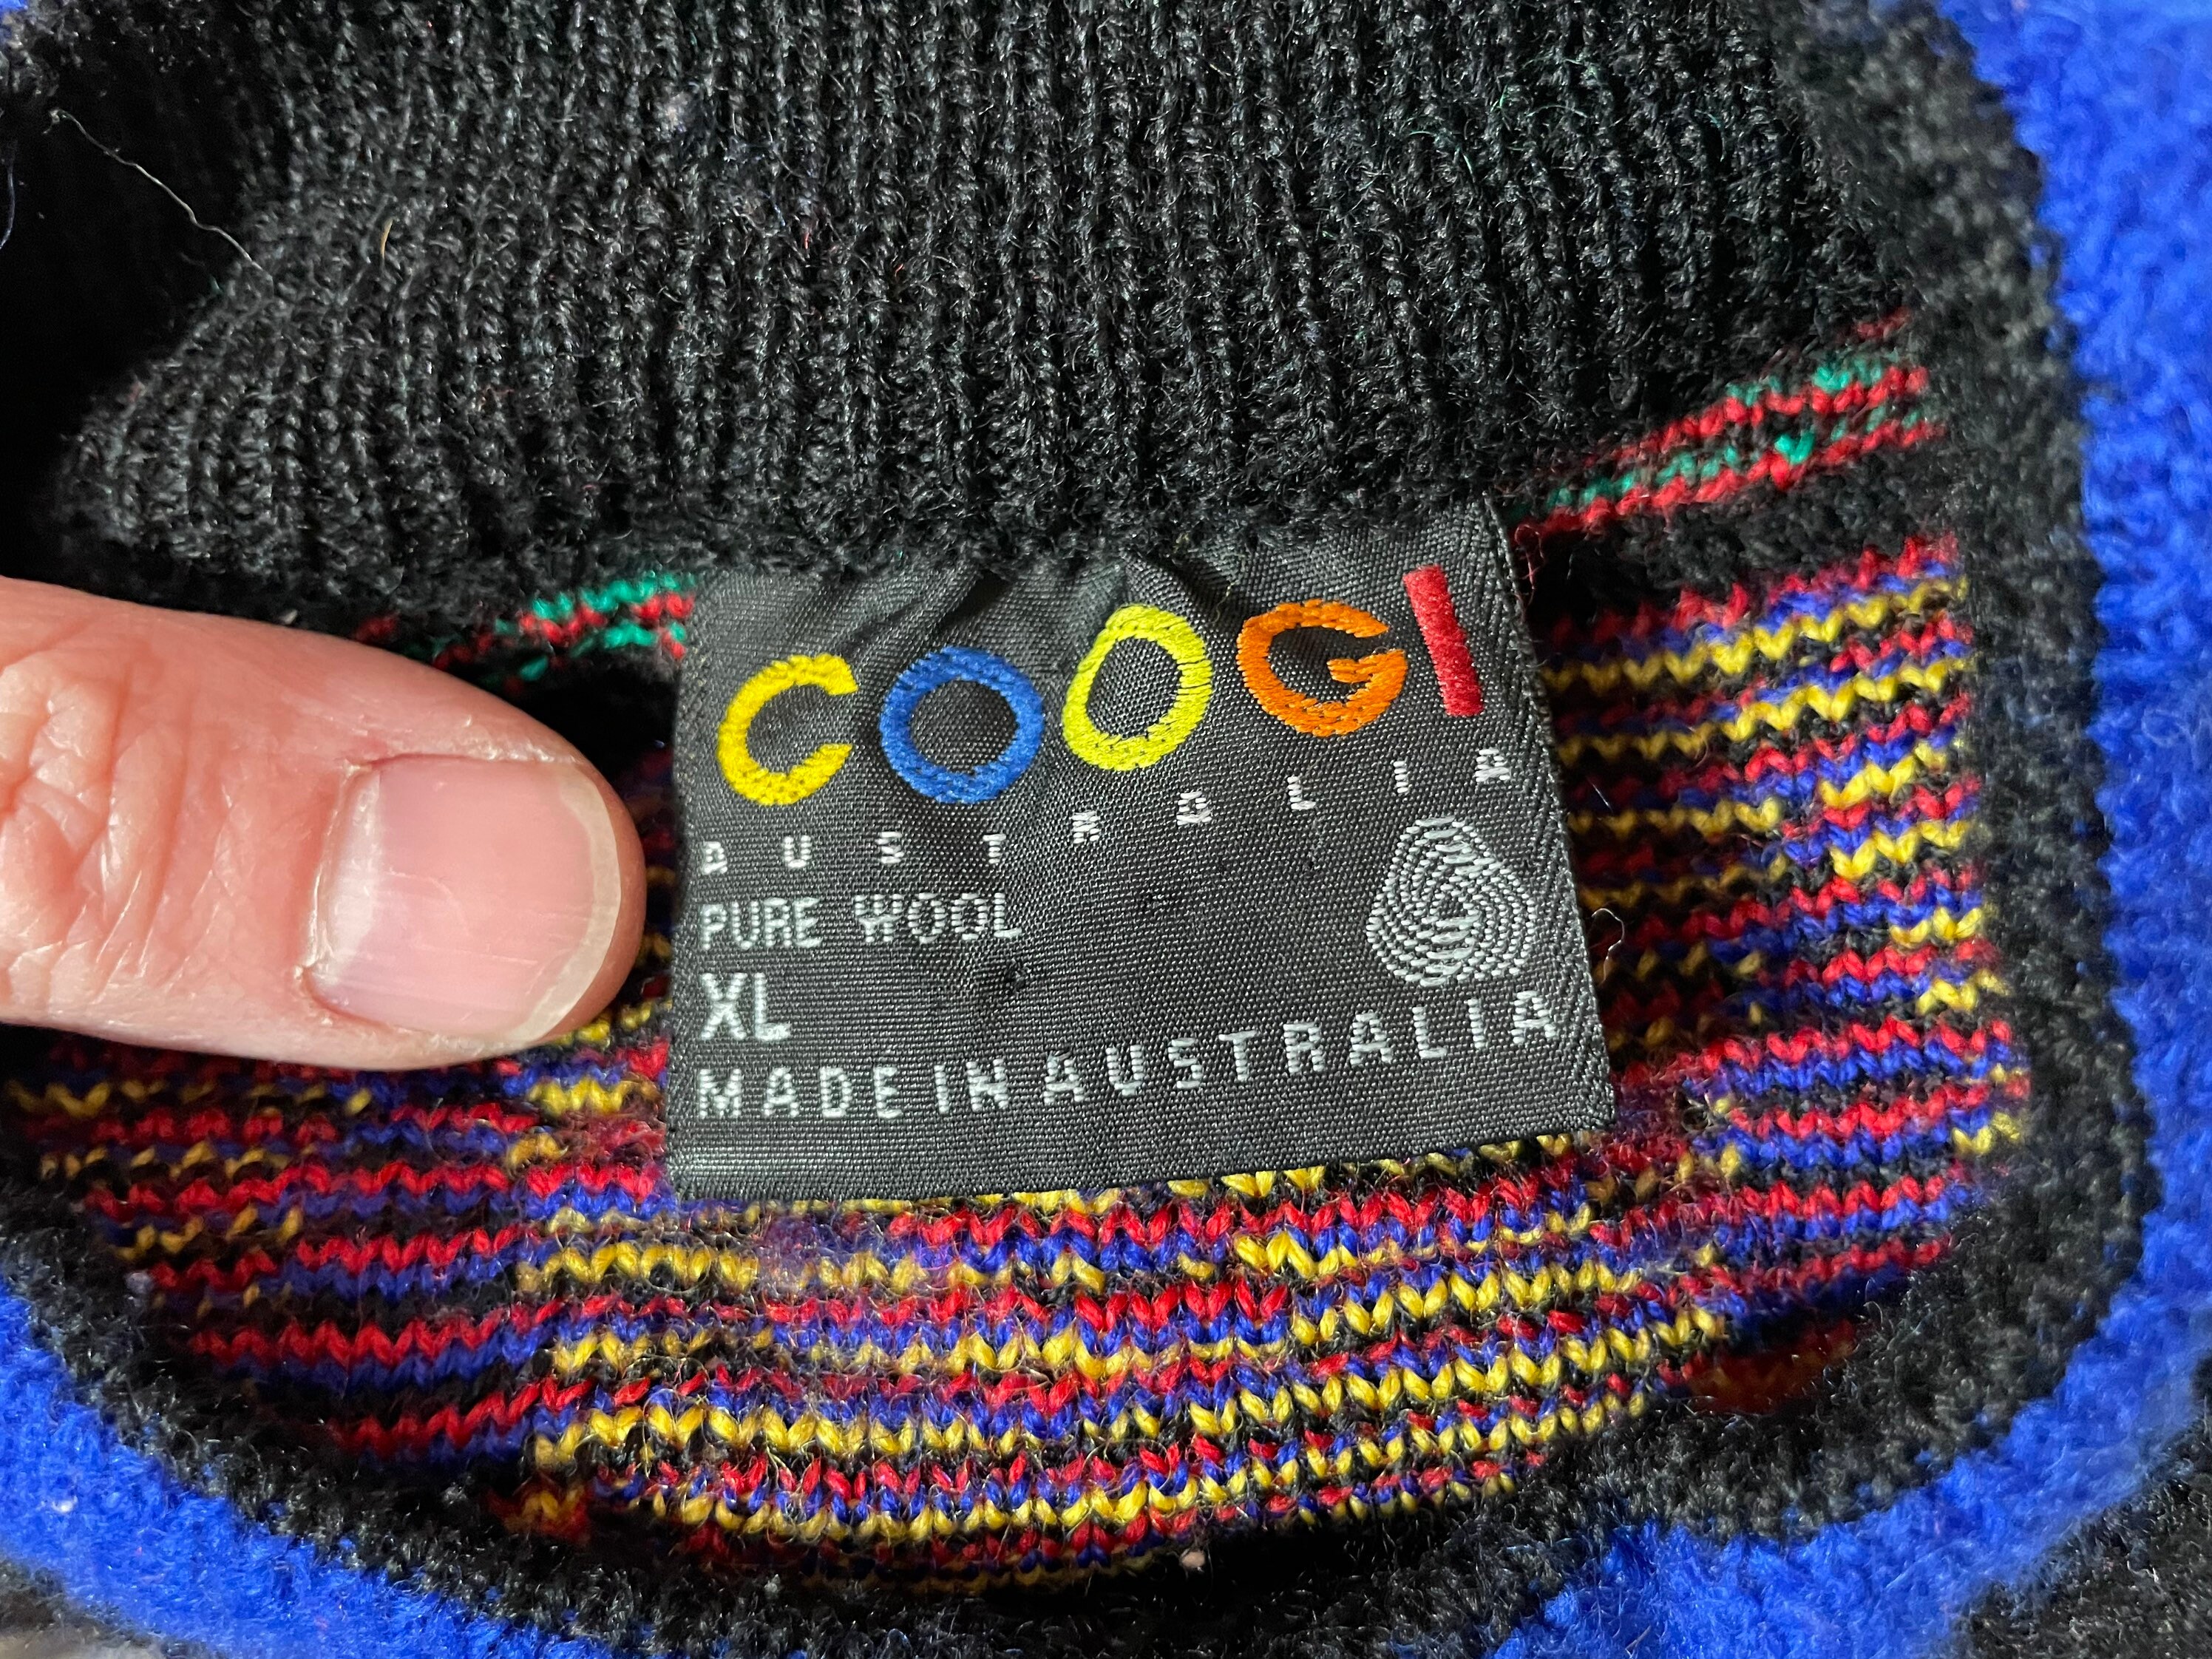 COOGI
AUSTRALIA
PURE WOOL
XL
MADE IN AUSTRALIA